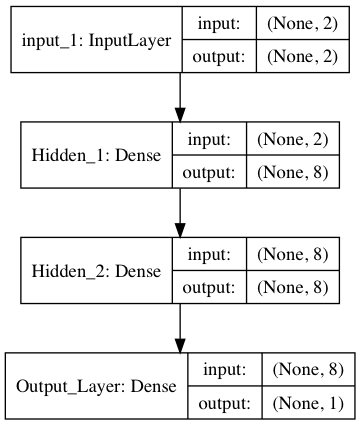 input_1: InputLayer
input: (None, 2)
output: (None, 2)
Hidden_1: Dense
input: (None, 2)
output: (None, 8)
Hidden_2: Dense
input: (None, 8)
output: (None, 8)
Output_Layer: Dense
input: (None, 8)
output: (None, 1)